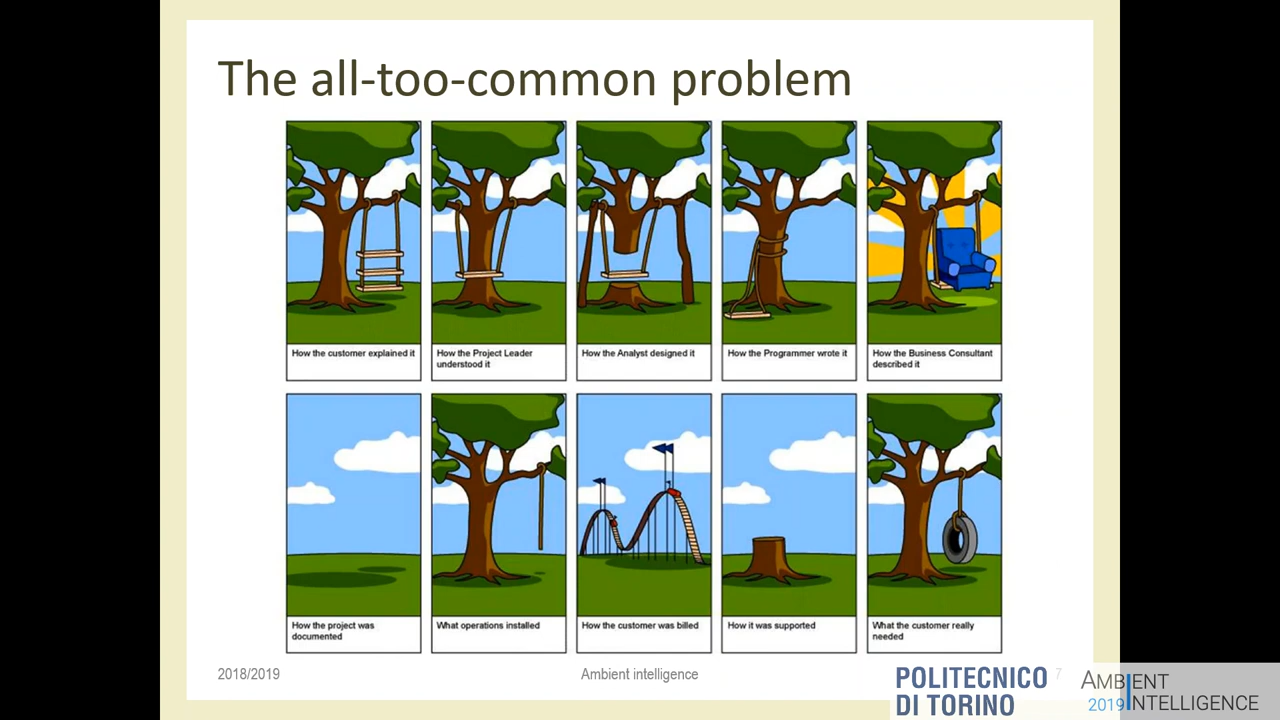 The all-too-common problem
How the customer explained it
How the Project Leader
understood it
How the Analyst designed it
How the Programmer wrote it
How the Business Consultant
described it
How the project was
documented
What operations installed
How the customer was billed
How it was supported
What the customer really
needed
2018/2019
Ambient intelligence
7
POLITECNICO
DI TORINO
AMBIENT
2019 INTELLIGENCE